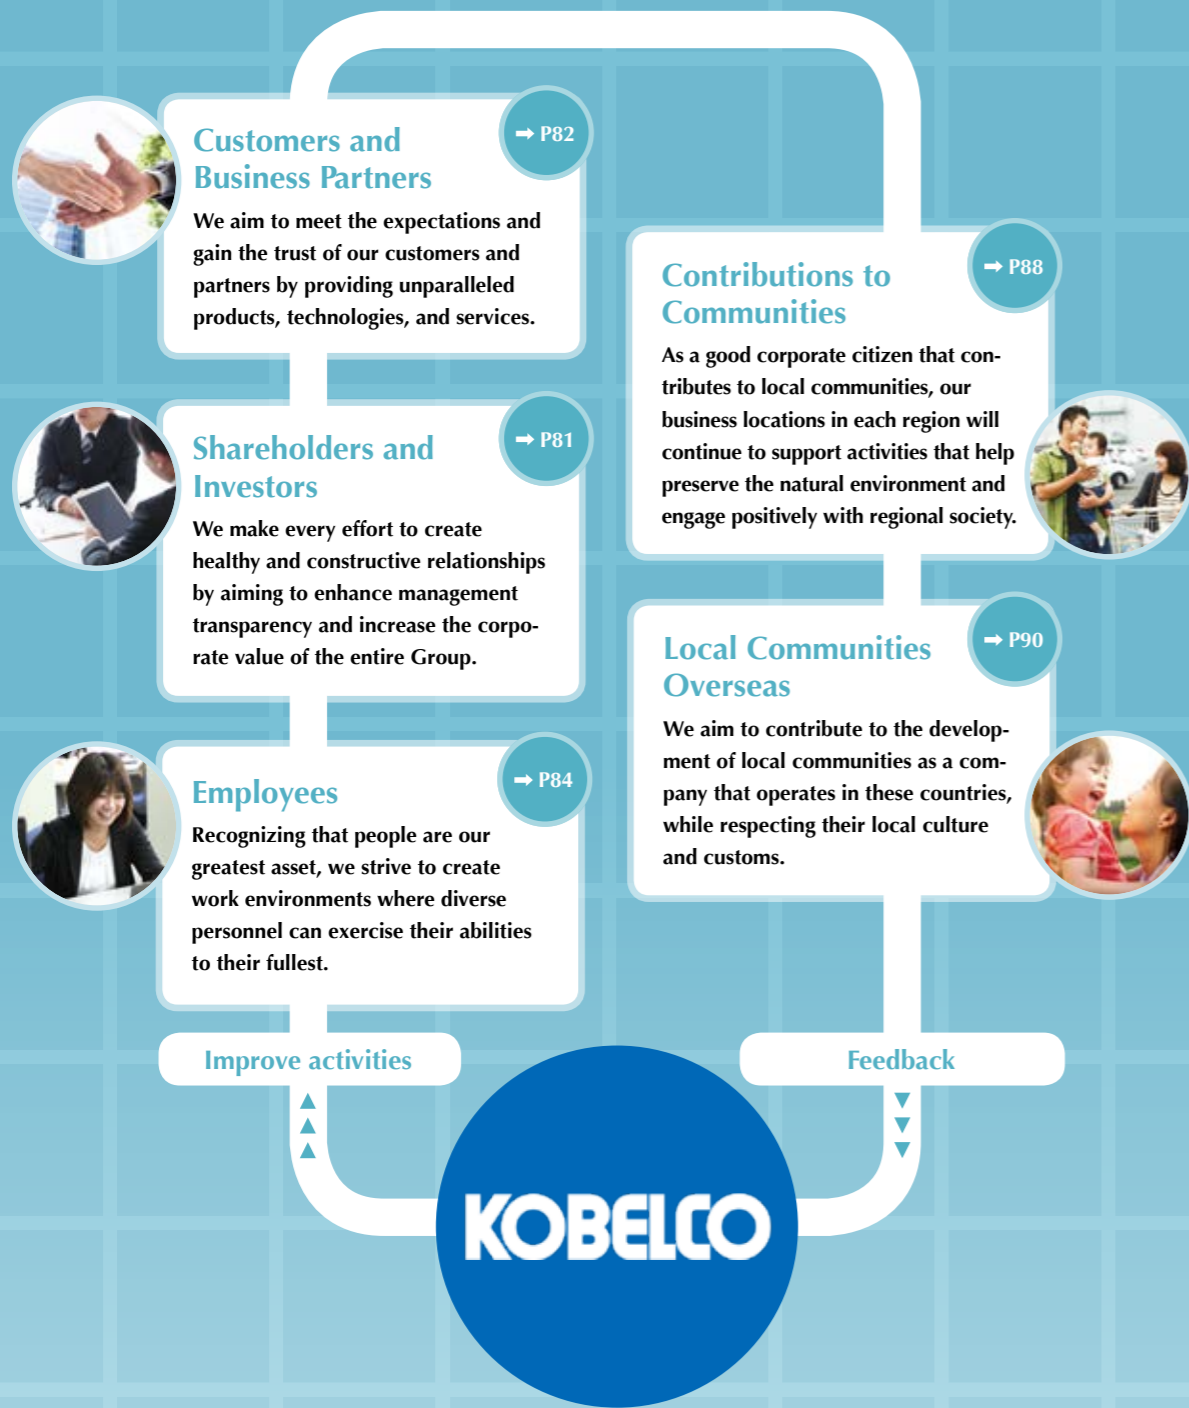 Customers and
Business Partners
➡ P82
We aim to meet the expectations and
gain the trust of our customers and
partners by providing unparalleled
products, technologies, and services.
Shareholders and
Investors
➡ P81
We make every effort to create
healthy and constructive relationships
by aiming to enhance management
transparency and increase the corpo-
rate value of the entire Group.
Employees
➡ P84
Recognizing that people are our
greatest asset, we strive to create
work environments where diverse
personnel can exercise their abilities
to their fullest.
Improve activities
Contributions to
Communities
➡ P88
As a good corporate citizen that con-
tributes to local communities, our
business locations in each region will
continue to support activities that help
preserve the natural environment and
engage positively with regional society.
Local Communities
Overseas
➡ P90
We aim to contribute to the develop-
ment of local communities as a com-
pany that operates in these countries,
while respecting their local culture
and customs.
Feedback
KOBELCO